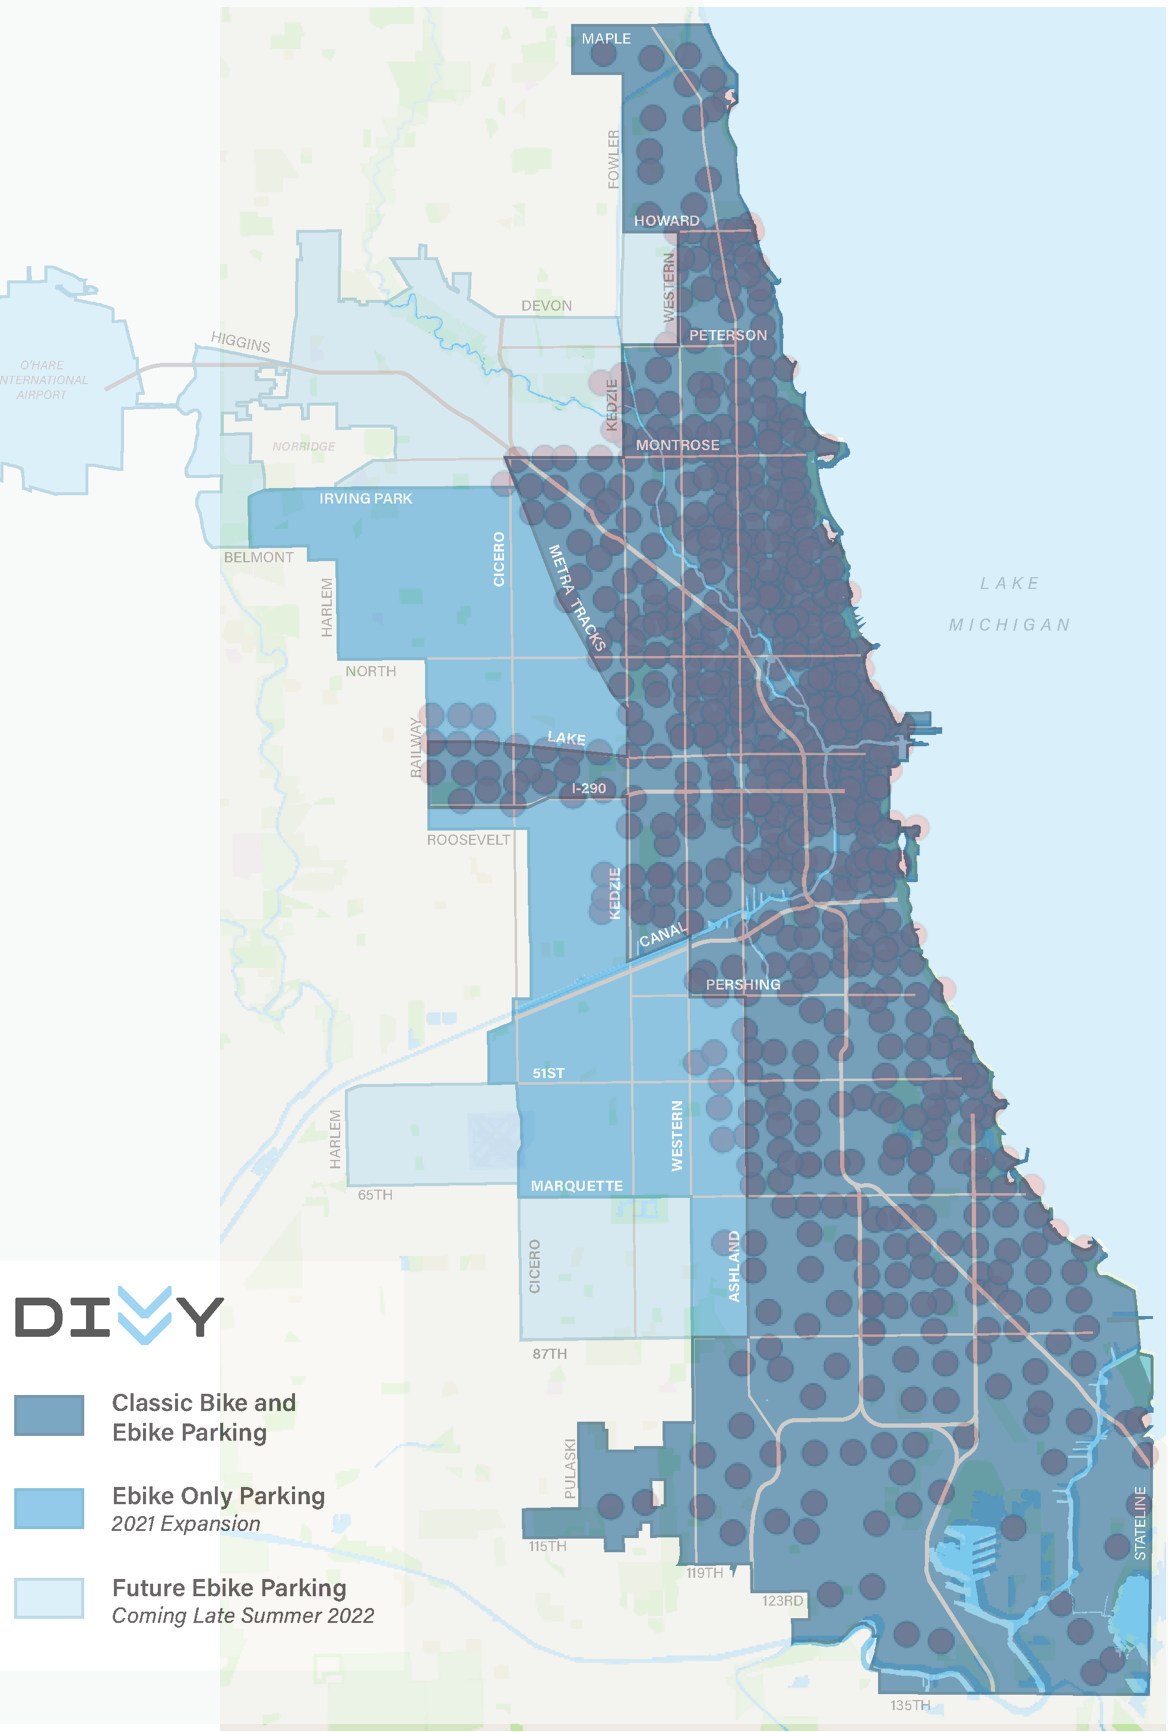 MAPLE
FOWLER
HOWARD
WESTERN
DEVON
PETERSON
HIGGINS
O'HARE
INTERNATIONAL
AIRPORT
KEDZIE
NORRIDGE
MONTROSE
IRVING PARK
CICERO
METRA TRACKS
BELMONT
HARLEM
LAKE
MICHIGAN
NORTH
RAILWAY
LAKE
I-290
ROOSEVELT
KEDZIE
CANAL
PERSHING
51ST
HARLEM
WESTERN
65TH
MARQUETTE
CICERO
ASHLAND
87TH
DIVVY
Classic Bike and
Ebike Parking
Ebike Only Parking
2021 Expansion
Future Ebike Parking
Coming Late Summer 2022
PULASKI
115TH
STATELINE
119TH
123RD
135TH